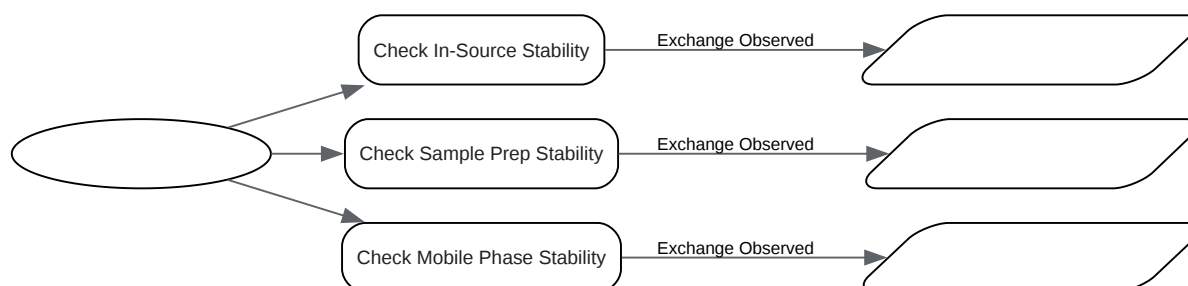 Check In-Source Stability
Exchange Observed
Check Sample Prep Stability
Exchange Observed
Check Mobile Phase Stability
Exchange Observed